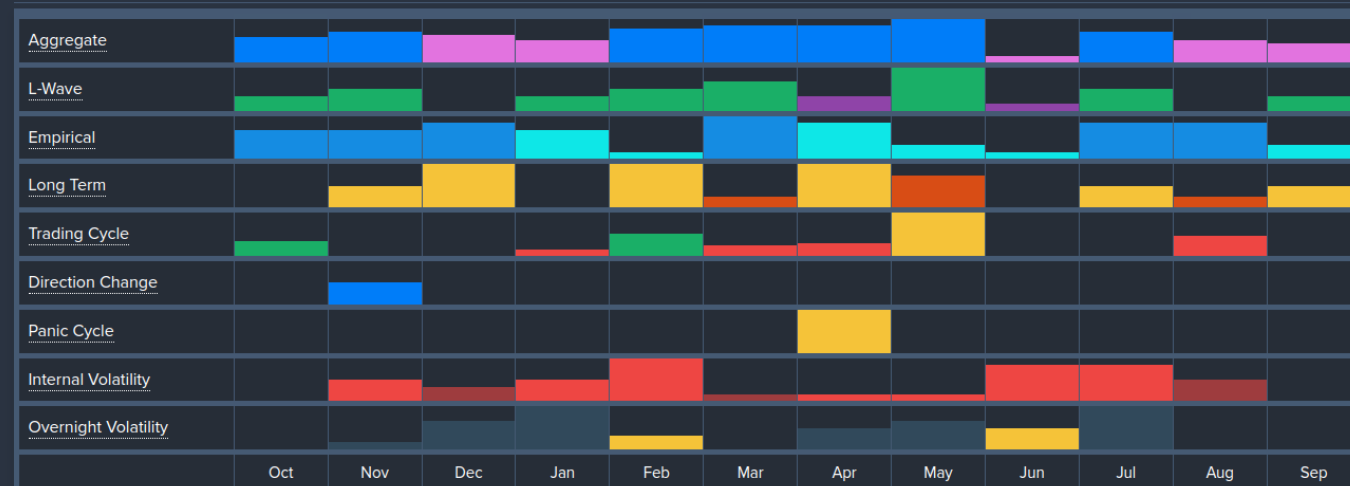 Aggregate
L-Wave
Empirical
Long Term
Trading Cycle
Direction Change
Panic Cycle
Internal Volatility
Overnight Volatility
Oct Nov Dec Jan Feb Mar Apr May Jun Jul Aug Sep